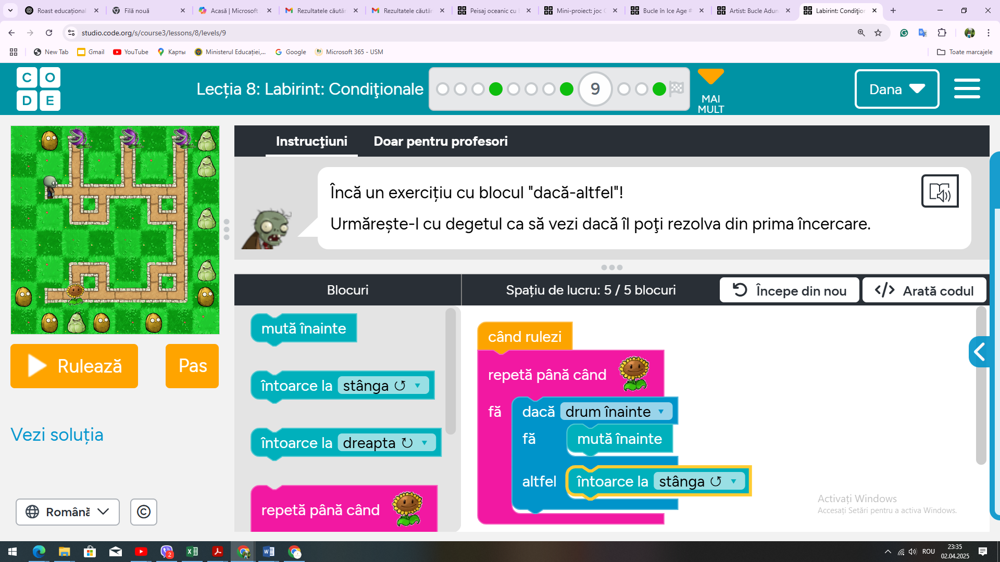 Roast educațional
Filă nouă
Acasă | Microsoft
Rezultatele căutăr
Rezultatele căutăr
Peisaj oceanic cu
Mini-proiect: joc
Bucle în Ice Age
Artist: Bucle Adun
Labirint: Condiţion
studio.code.org/s/course3/lessons/8/levels/9
New Tab
Gmail
YouTube
Карты
Ministerul Educației,...
Google
Microsoft 365 - USM
Toate marcajele
C O
D E
Lecția 8: Labirint: Condiţionale
9
MAI
MULT
Dana
Instrucţiuni
Doar pentru profesori
Încă un exercițiu cu blocul "dacă-altfel"!
Urmărește-l cu degetul ca să vezi dacă îl poţi rezolva din prima încercare.
Blocuri
Spațiu de lucru: 5 / 5 blocuri
Începe din nou
Arată codul
mută înainte
întoarce la stânga ↺
întoarce la dreapta ↻
repetă până când
când rulezi
repetă până când
fă
dacă drum înainte
fă
mută înainte
altfel
întoarce la stânga ↺
Rulează
Pas
Vezi soluția
Română
©
Activați Windows
Accesați Setări pentru a activa Windows.
2
ROU
23:35
02.04.2025